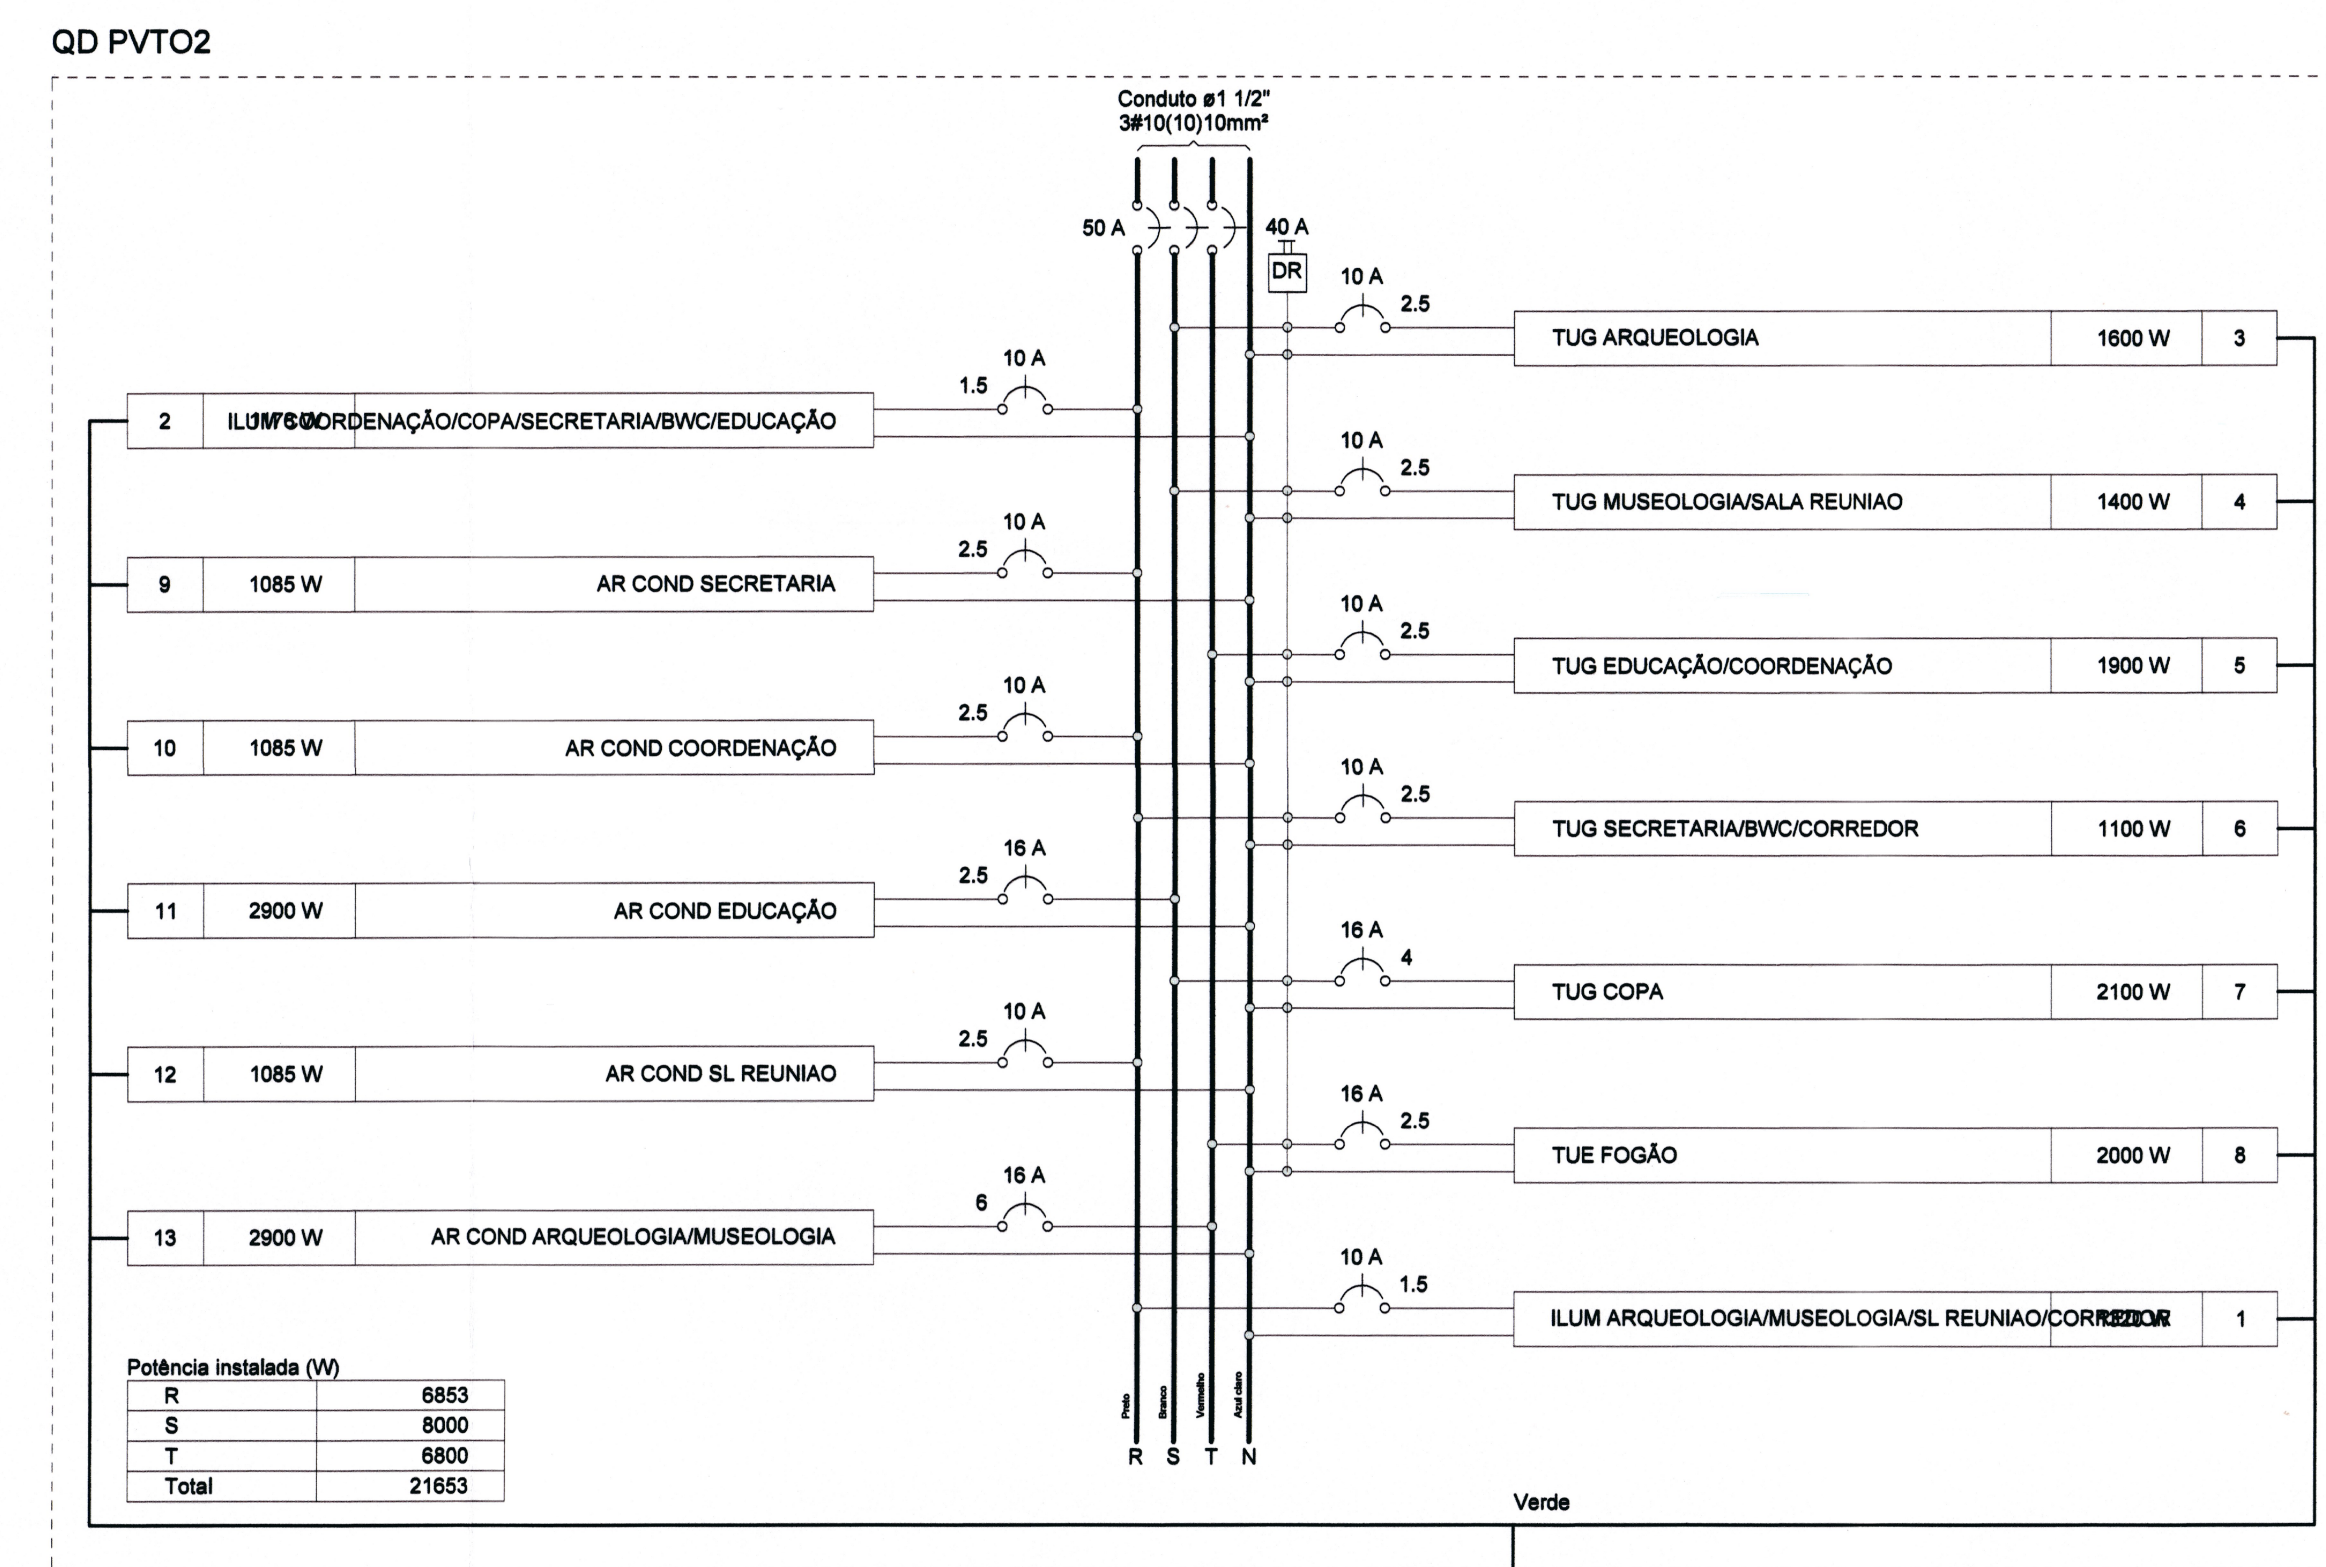 QD PVTO2
Conduto ø1 1/2"
3#10(10)10mm²
50 A
40 A
DR
10 A
2.5
TUG ARQUEOLOGIA 1600 W 3
10 A
1.5
2 ILUM COORDENAÇÃO/COPA/SECRETARIA/BWC/EDUCAÇÃO
10 A
2.5
TUG MUSEOLOGIA/SALA REUNIAO 1400 W 4
10 A
2.5
9 1085 W AR COND SECRETARIA
10 A
2.5
TUG EDUCAÇÃO/COORDENAÇÃO 1900 W 5
10 A
2.5
10 1085 W AR COND COORDENAÇÃO
10 A
2.5
TUG SECRETARIA/BWC/CORREDOR 1100 W 6
16 A
2.5
11 2900 W AR COND EDUCAÇÃO
16 A
4
TUG COPA 2100 W 7
10 A
2.5
12 1085 W AR COND SL REUNIAO
16 A
2.5
TUE FOGÃO 2000 W 8
16 A
6
13 2900 W AR COND ARQUEOLOGIA/MUSEOLOGIA
10 A
1.5
ILUM ARQUEOLOGIA/MUSEOLOGIA/SL REUNIAO/CORREDOR 1
Potência instalada (W)
R 6853
S 8000
T 6800
Total 21653
Preto
Branco
Vermelho
Azul claro
R S T N
Verde